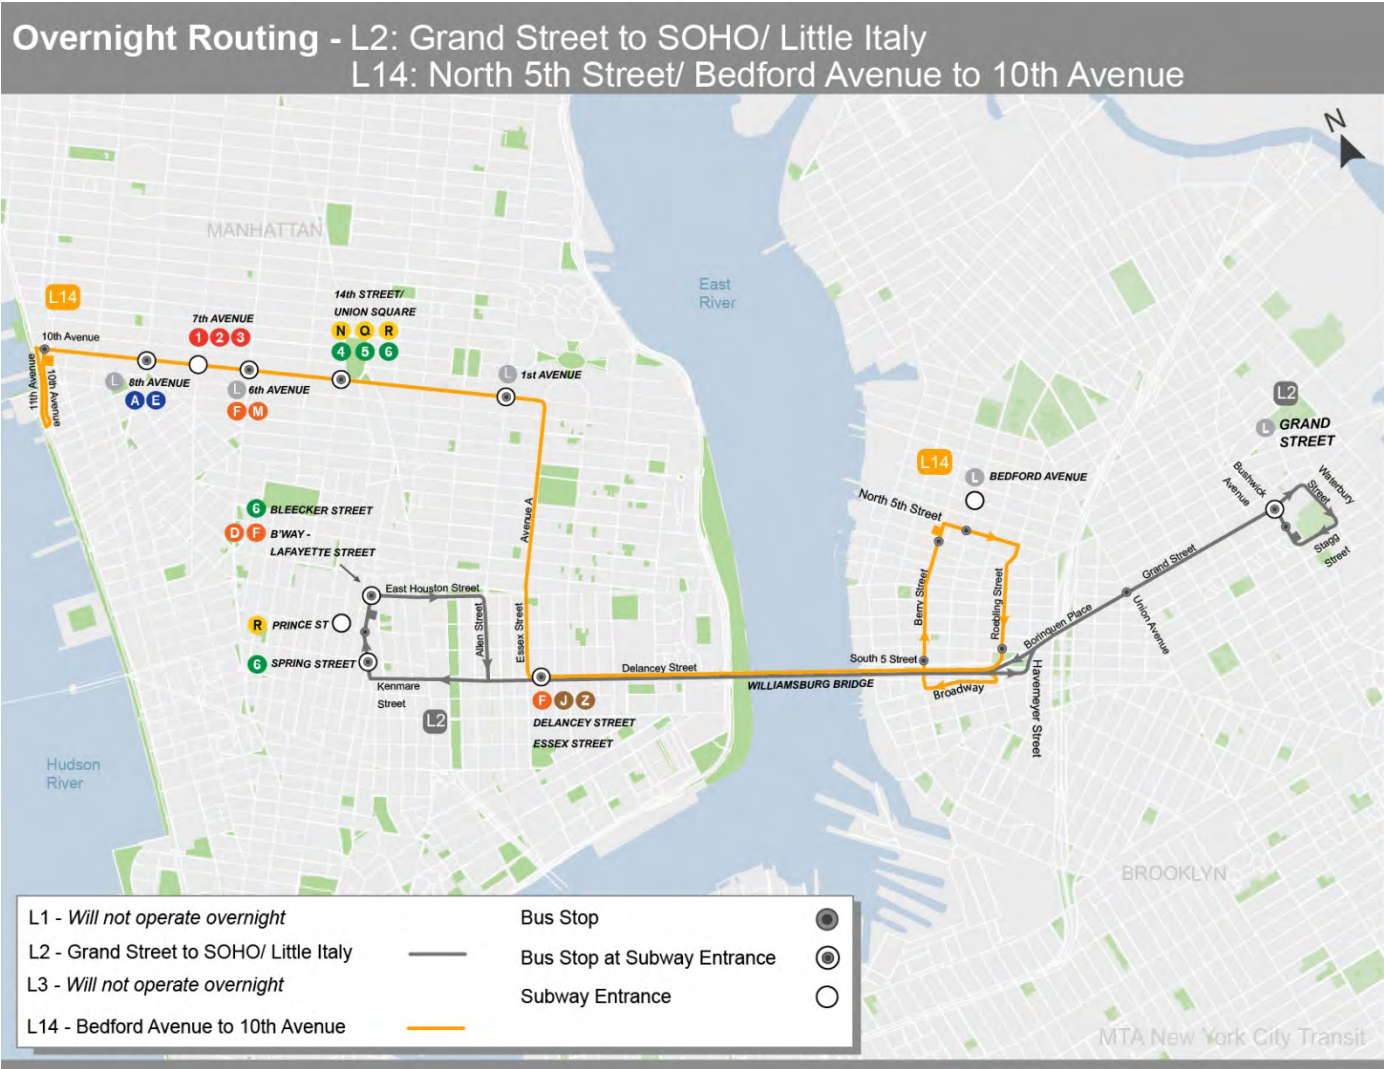 Overnight Routing - L2: Grand Street to SOHO/ Little Italy
L14: North 5th Street/ Bedford Avenue to 10th Avenue
N
MANHATTAN
East
River
L14
10th Avenue
11th Avenue
10th Avenue
L 8th AVENUE
A E
7th AVENUE
1 2 3
L 6th AVENUE
F M
14th STREET/
UNION SQUARE
N Q R
4 5 6
L 1st AVENUE
Avenue A
Essex Street
6 BLEECKER STREET
D F B'WAY -
LAFAYETTE STREET
East Houston Street
Allen Street
R PRINCE ST
6 SPRING STREET
Kenmare
Street
L2
Delancey Street
F J Z
DELANCEY STREET
ESSEX STREET
WILLIAMSBURG BRIDGE
L14
L BEDFORD AVENUE
North 5th Street
Berry Street
Roebling Street
South 5 Street
Broadway
Borinquen Place
Havemeyer Street
Union Avenue
Grand Street
L2
L GRAND
STREET
Bushwick
Avenue
Waterbury
Street
Stagg
Street
Hudson
River
BROOKLYN
L1 - Will not operate overnight
L2 - Grand Street to SOHO/ Little Italy
L3 - Will not operate overnight
L14 - Bedford Avenue to 10th Avenue
Bus Stop
Bus Stop at Subway Entrance
Subway Entrance
MTA New York City Transit